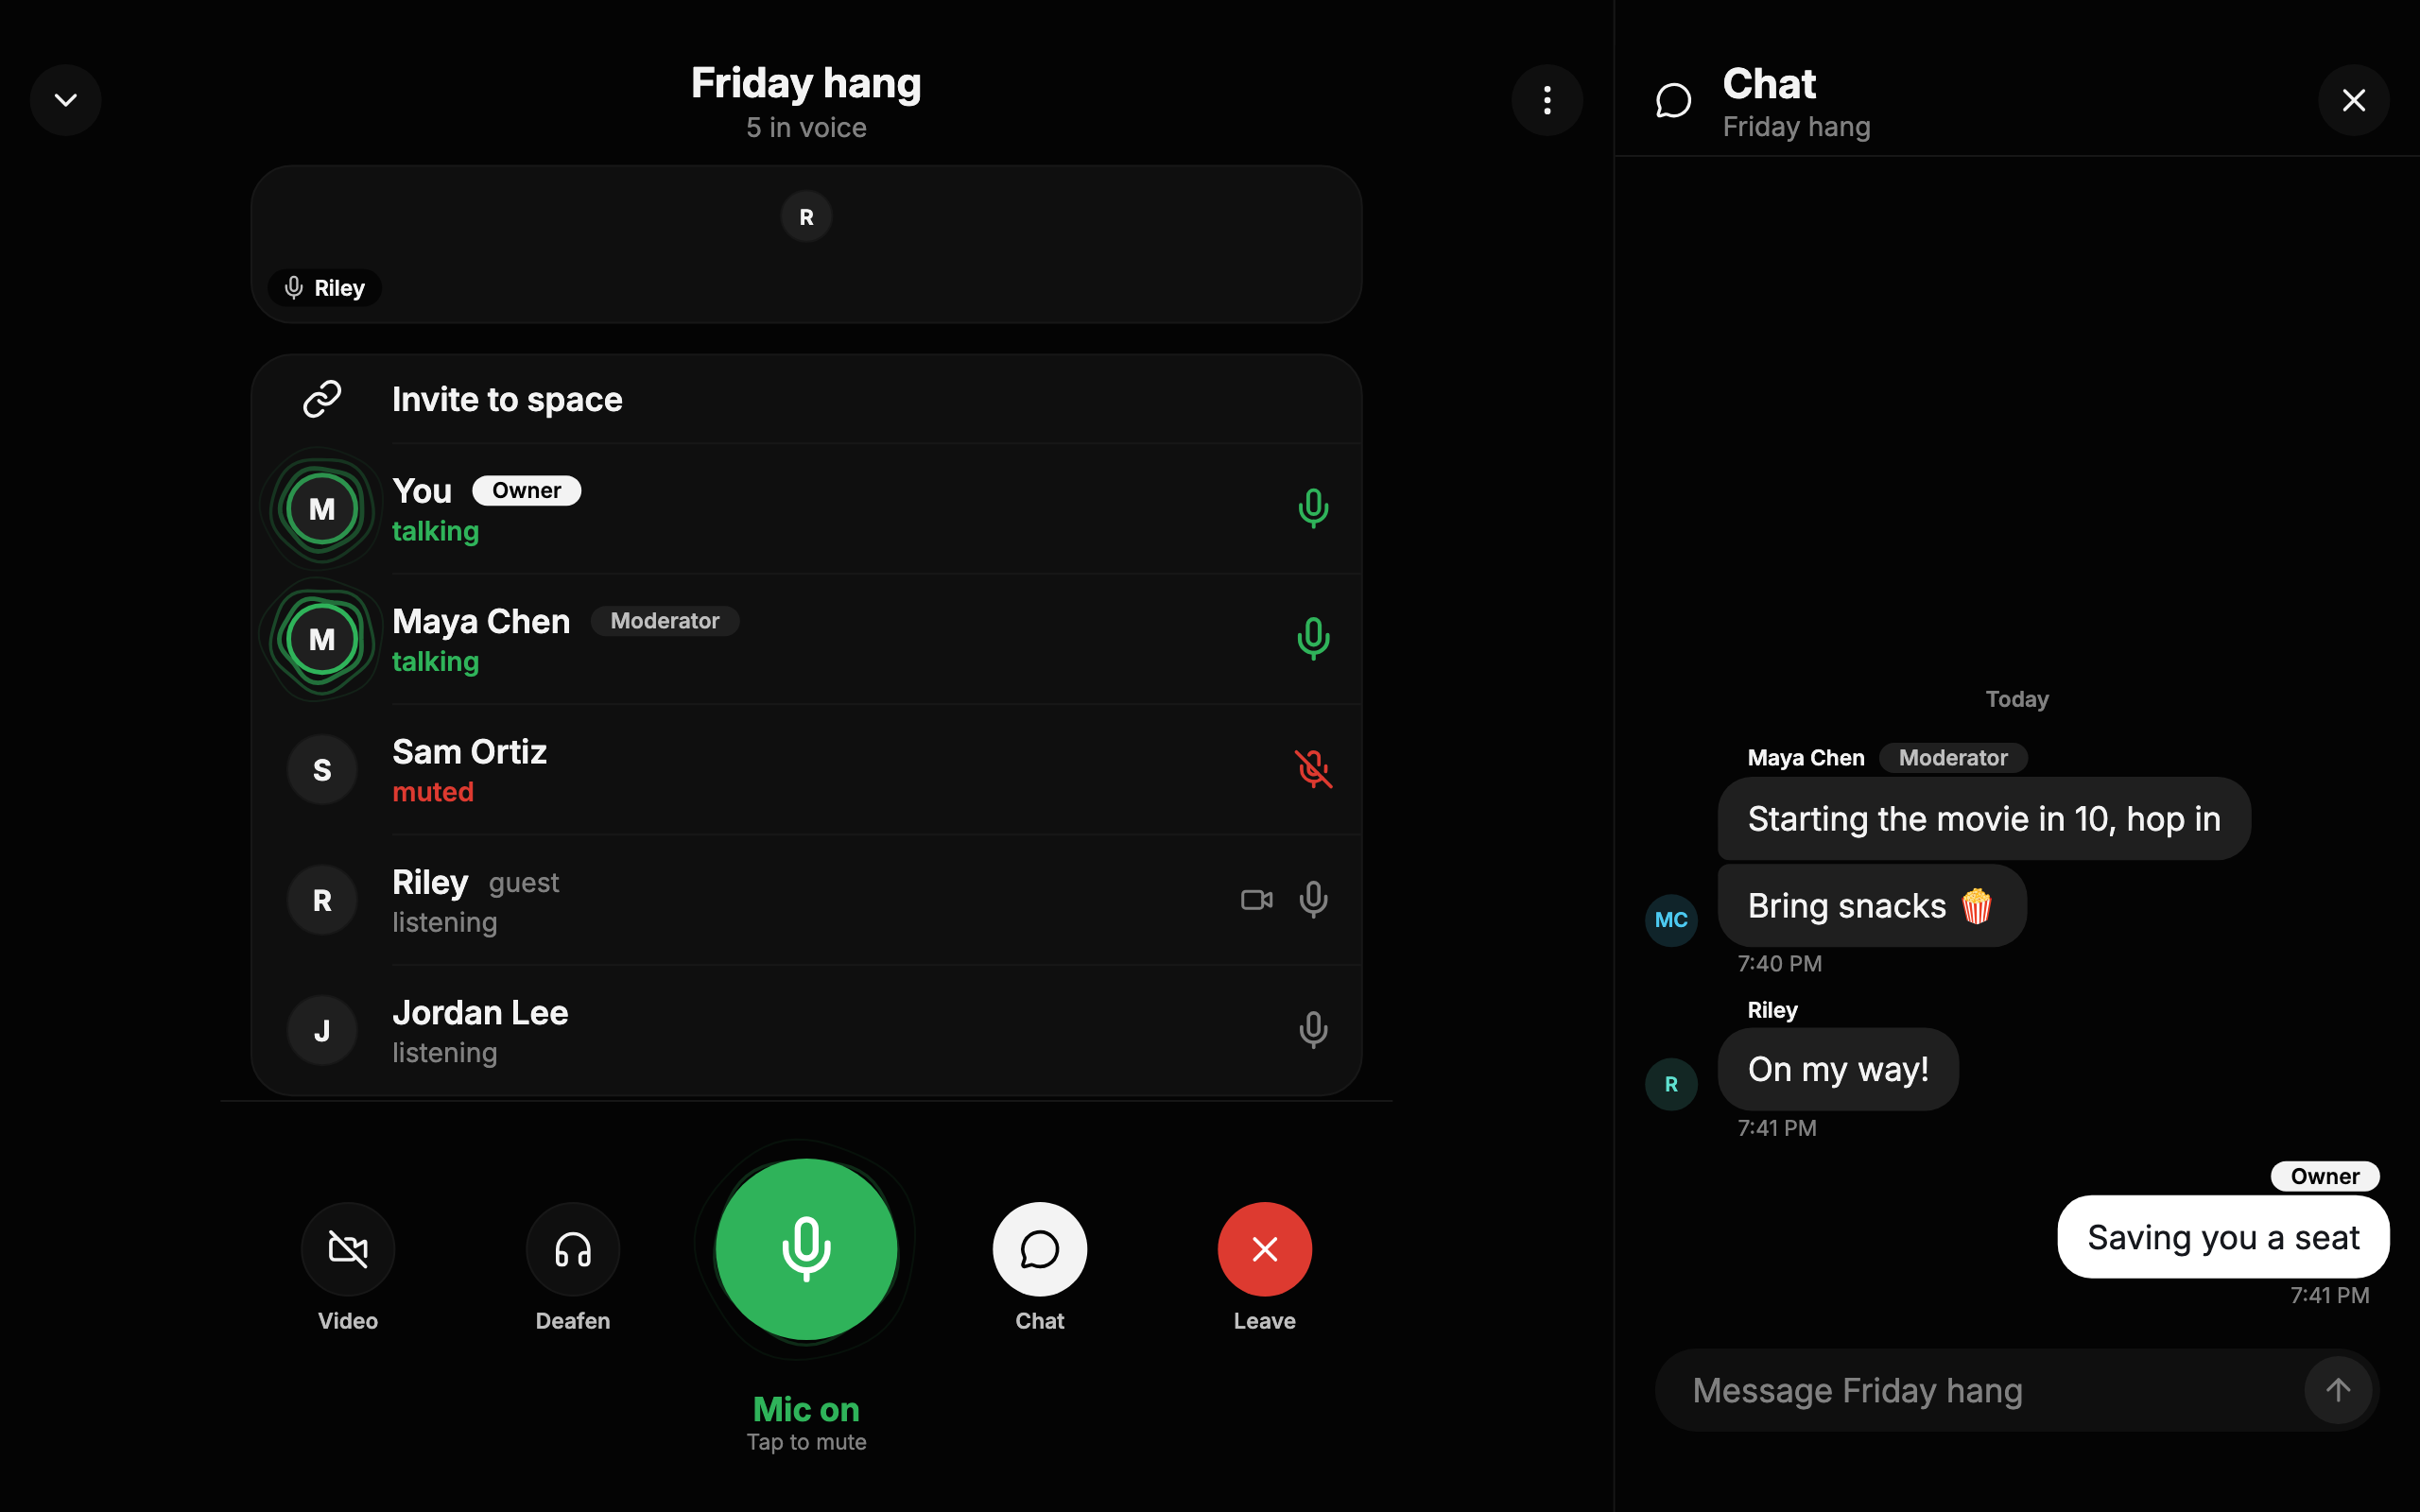 Friday hang
5 in voice
R
Riley
Invite to space
M
You Owner
talking
M
Maya Chen Moderator
talking
S
Sam Ortiz
muted
R
Riley guest
listening
J
Jordan Lee
listening
Video
Deafen
Chat
Leave
Mic on
Tap to mute
Chat
Friday hang
Today
Maya Chen Moderator
Starting the movie in 10, hop in
Bring snacks 🍿
MC
7:40 PM
Riley
On my way!
R
7:41 PM
Owner
Saving you a seat
7:41 PM
Message Friday hang